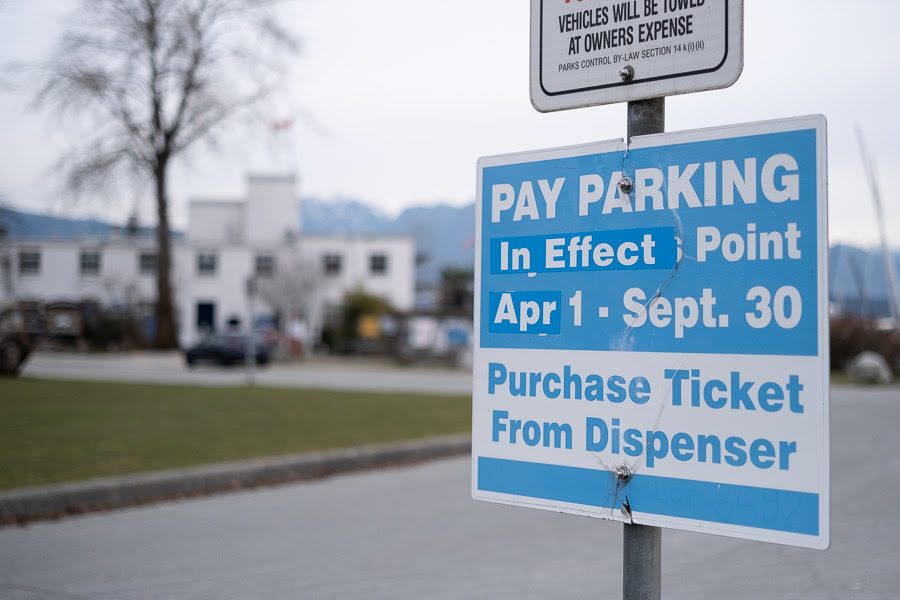 VEHICLES WILL BE TOWED
AT OWNERS EXPENSE
PARKS CONTROL BY-LAW SECTION 14 k(i)(ii)
PAY PARKING
In Effect Point
Apr 1 - Sept. 30
Purchase Ticket
From Dispenser